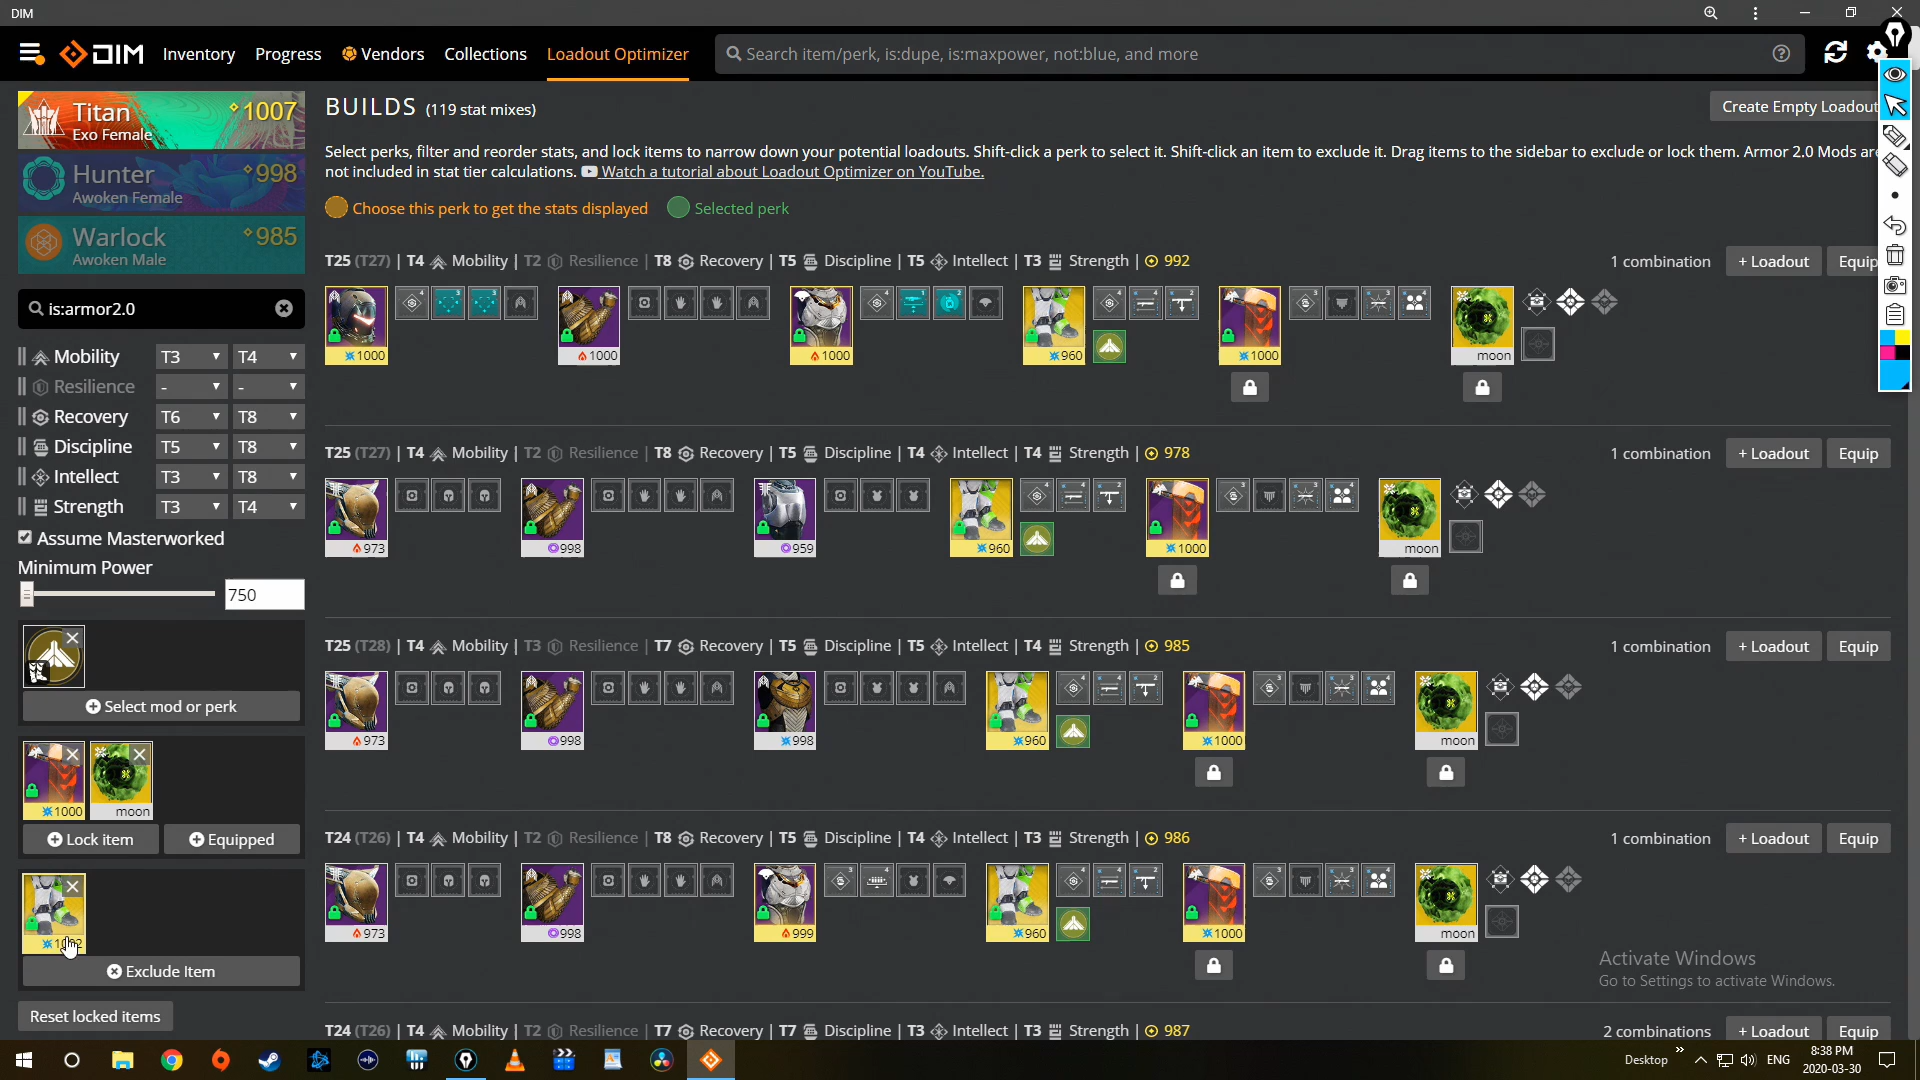 DIM
DIM Inventory Progress Vendors Collections Loadout Optimizer Search item/perk, is:dupe, is:maxpower, not:blue, and more
Titan 1007
Exo Female
Hunter 998
Awoken Female
Warlock 985
Awoken Male
is:armor2.0
Mobility T3 T4
Resilience - -
Recovery T6 T8
Discipline T5 T8
Intellect T3 T8
Strength T3 T4
Assume Masterworked
Minimum Power
750
Select mod or perk
1000 moon
Lock item Equipped
Exclude Item
Reset locked items
BUILDS (119 stat mixes) Create Empty Loadout
Select perks, filter and reorder stats, and lock items to narrow down your potential loadouts. Shift-click a perk to select it. Shift-click an item to exclude it. Drag items to the sidebar to exclude or lock them. Armor 2.0 Mods are
not included in stat tier calculations. Watch a tutorial about Loadout Optimizer on YouTube.
Choose this perk to get the stats displayed Selected perk
T25 (T27) | T4 Mobility | T2 Resilience | T8 Recovery | T5 Discipline | T5 Intellect | T3 Strength | 992 1 combination + Loadout Equip
1000 1000 1000 960 1000 moon
T25 (T27) | T4 Mobility | T2 Resilience | T8 Recovery | T5 Discipline | T4 Intellect | T4 Strength | 978 1 combination + Loadout Equip
973 998 959 960 1000 moon
T25 (T28) | T4 Mobility | T3 Resilience | T7 Recovery | T5 Discipline | T5 Intellect | T4 Strength | 985 1 combination + Loadout Equip
973 998 998 960 1000 moon
T24 (T26) | T4 Mobility | T2 Resilience | T8 Recovery | T5 Discipline | T4 Intellect | T3 Strength | 986 1 combination + Loadout Equip
973 998 999 960 1000 moon
Activate Windows
Go to Settings to activate Windows.
T24 (T26) | T4 Mobility | T2 Resilience | T7 Recovery | T7 Discipline | T3 Intellect | T3 Strength | 987 2 combinations + Loadout Equip
Desktop ENG 8:38 PM
2020-03-30